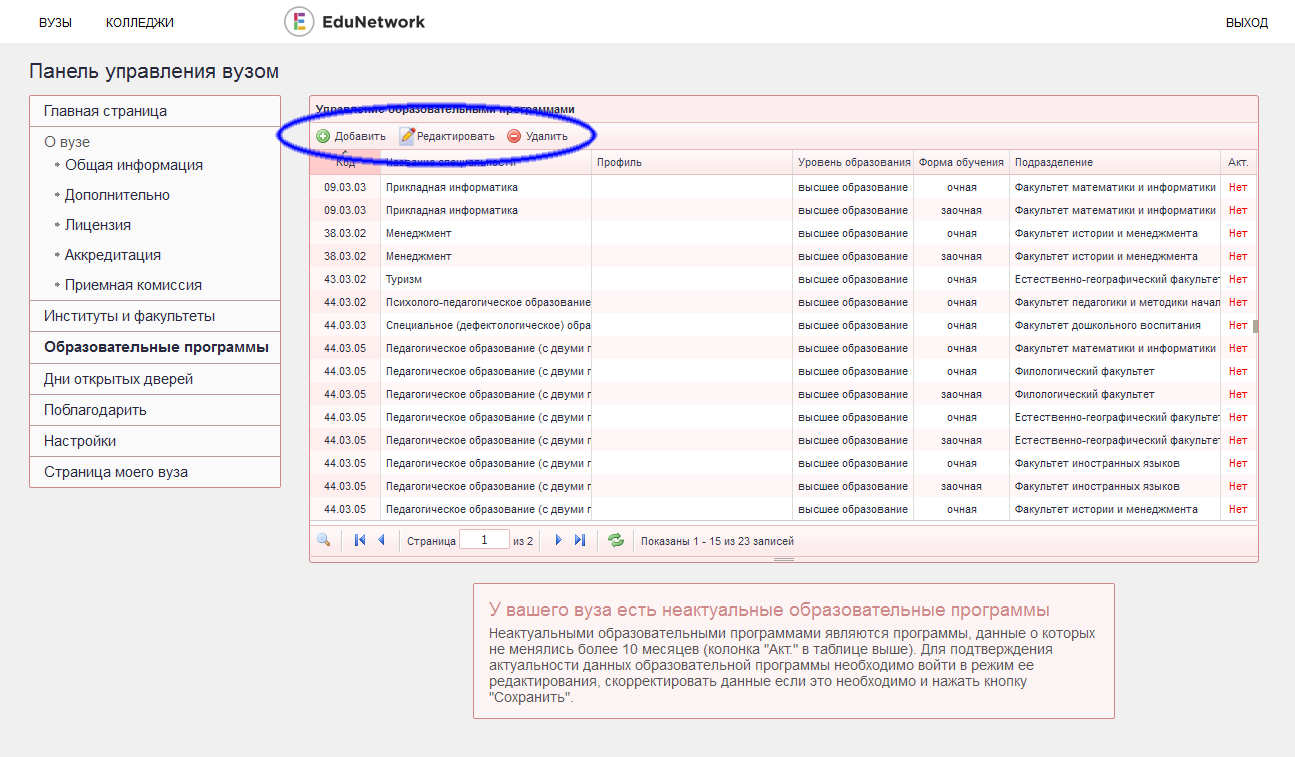 ВУЗЫ КОЛЛЕДЖИ EduNetwork ВЫХОД
Панель управления вузом
Главная страница
О вузе
Общая информация
Дополнительно
Лицензия
Аккредитация
Приемная комиссия
Институты и факультеты
Образовательные программы
Дни открытых дверей
Поблагодарить
Настройки
Страница моего вуза
Управление образовательными программами
Добавить Редактировать Удалить
Код Название специальности Профиль Уровень образования Форма обучения Подразделение Акт.
09.03.03 Прикладная информатика высшее образование очная Факультет математики и информатики Нет
09.03.03 Прикладная информатика высшее образование заочная Факультет математики и информатики Нет
38.03.02 Менеджмент высшее образование очная Факультет истории и менеджмента Нет
38.03.02 Менеджмент высшее образование заочная Факультет истории и менеджмента Нет
43.03.02 Туризм высшее образование очная Естественно-географический факультет Нет
44.03.02 Психолого-педагогическое образование высшее образование очная Факультет педагогики и методики начал Нет
44.03.03 Специальное (дефектологическое) обра высшее образование очная Факультет дошкольного воспитания Нет
44.03.05 Педагогическое образование (с двумя п высшее образование очная Факультет математики и информатики Нет
44.03.05 Педагогическое образование (с двумя п высшее образование очная Филологический факультет Нет
44.03.05 Педагогическое образование (с двумя п высшее образование заочная Филологический факультет Нет
44.03.05 Педагогическое образование (с двумя п высшее образование очная Естественно-географический факультет Нет
44.03.05 Педагогическое образование (с двумя п высшее образование заочная Естественно-географический факультет Нет
44.03.05 Педагогическое образование (с двумя п высшее образование очная Факультет иностранных языков Нет
44.03.05 Педагогическое образование (с двумя п высшее образование заочная Факультет иностранных языков Нет
44.03.05 Педагогическое образование (с двумя п высшее образование очная Факультет истории и менеджмента Нет
Страница 1 из 2 Показаны 1 - 15 из 23 записей
У вашего вуза есть неактуальные образовательные программы
Неактуальными образовательными программами являются программы, данные о которых
не менялись более 10 месяцев (колонка "Акт." в таблице выше). Для подтверждения
актуальности данных образовательной программы необходимо войти в режим ее
редактирования, скорректировать данные если это необходимо и нажать кнопку
"Сохранить".